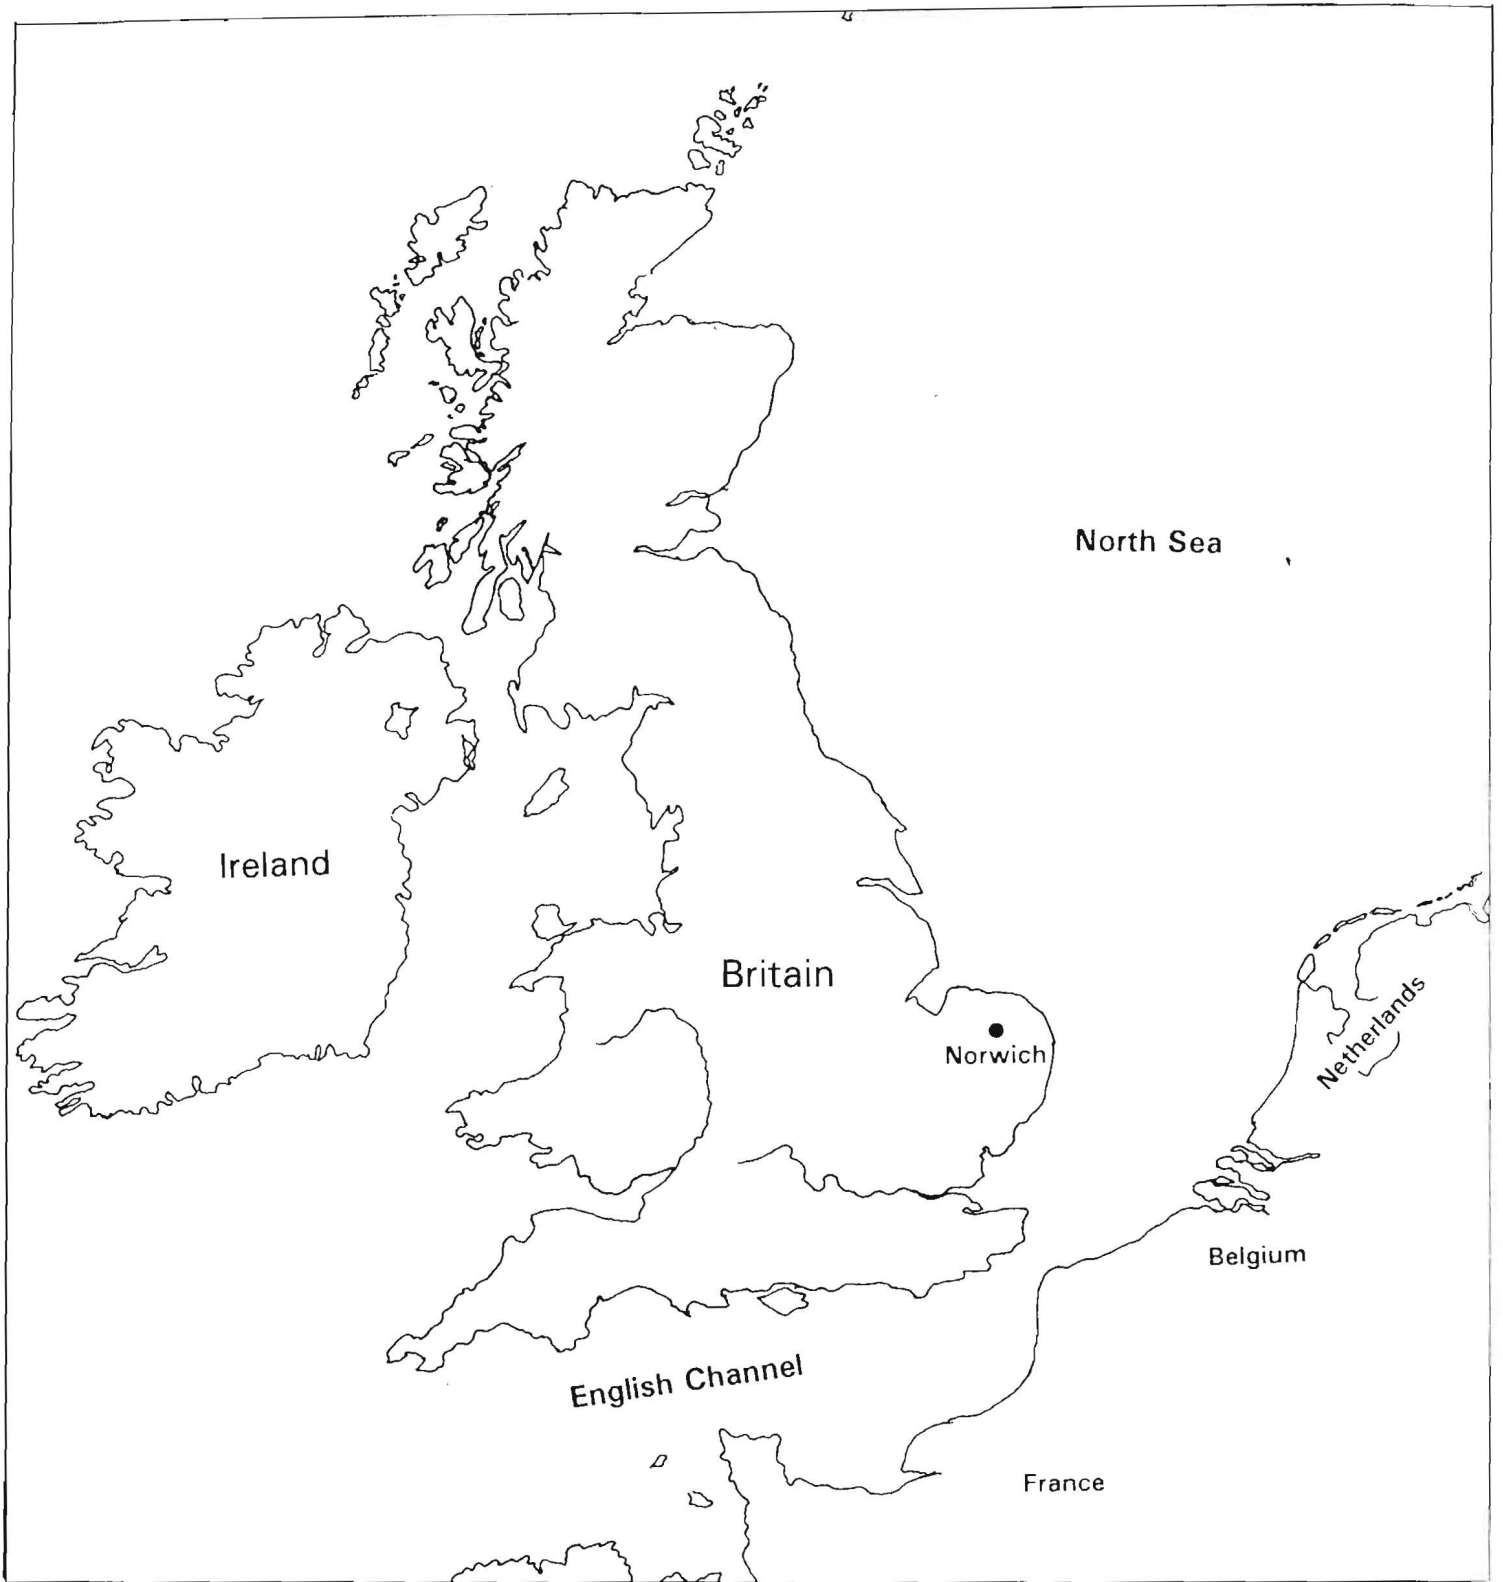 North Sea
Ireland
Britain
Norwich
Netherlands
Belgium
English Channel
France